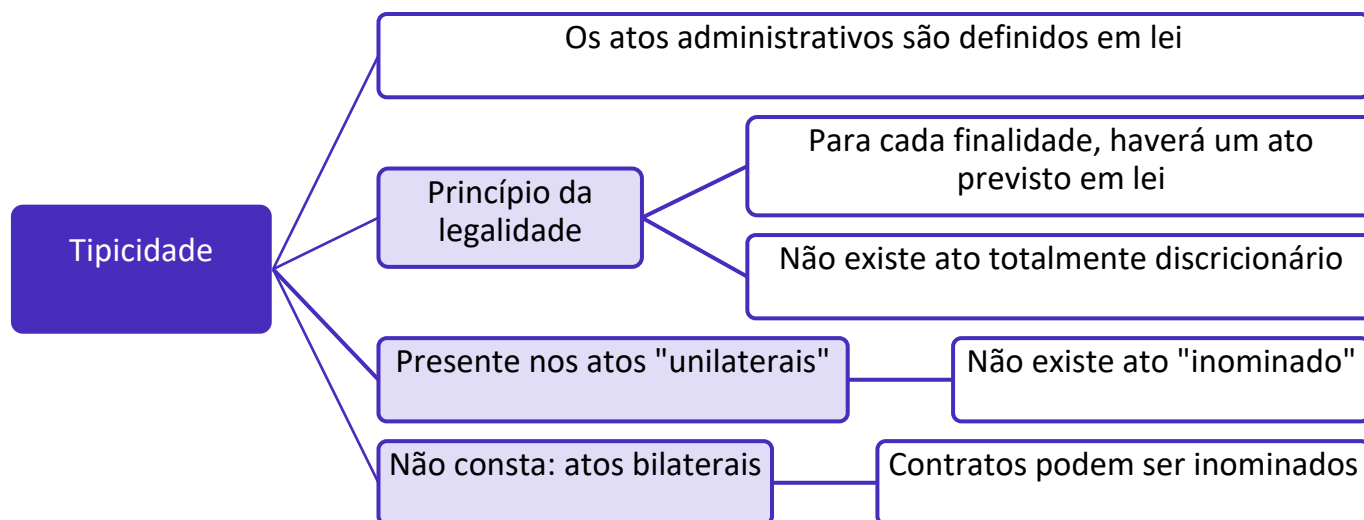 Os atos administrativos são definidos em lei
Para cada finalidade, haverá um ato
previsto em lei
Princípio da
legalidade
Tipicidade
Não existe ato totalmente discricionário
Presente nos atos "unilaterais"
Não existe ato "inominado"
Não consta: atos bilaterais
Contratos podem ser inominados